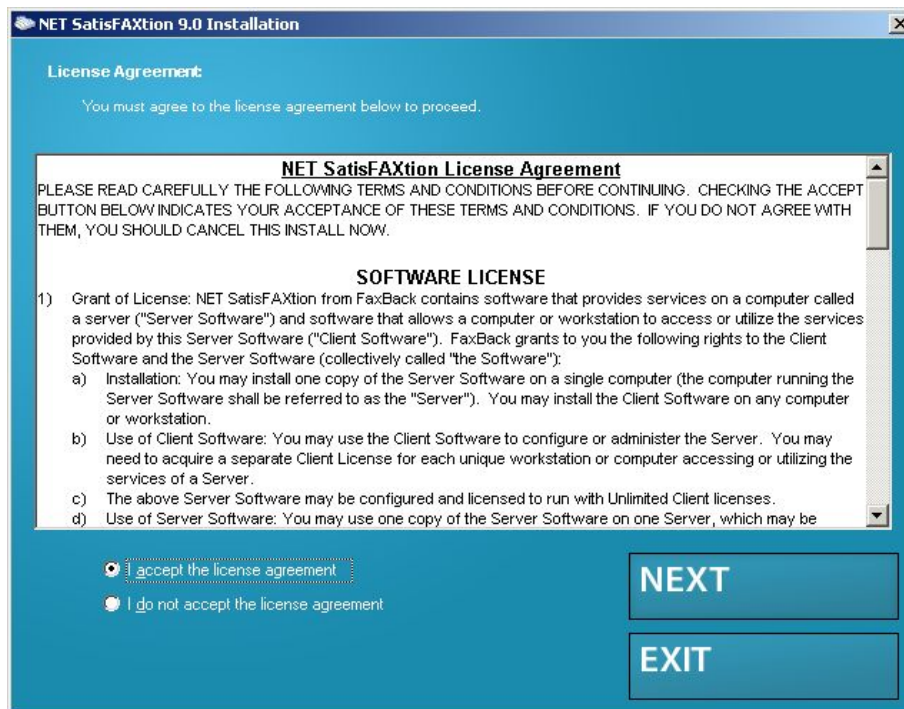 NET SatisFAXtion 9.0 Installation
License Agreement:
You must agree to the license agreement below to proceed.
NET SatisFAXtion License Agreement
PLEASE READ CAREFULLY THE FOLLOWING TERMS AND CONDITIONS BEFORE CONTINUING. CHECKING THE ACCEPT
BUTTON BELOW INDICATES YOUR ACCEPTANCE OF THESE TERMS AND CONDITIONS. IF YOU DO NOT AGREE WITH
THEM, YOU SHOULD CANCEL THIS INSTALL NOW.
SOFTWARE LICENSE
1) Grant of License: NET SatisFAXtion from FaxBack contains software that provides services on a computer called
a server ("Server Software") and software that allows a computer or workstation to access or utilize the services
provided by this Server Software ("Client Software"). FaxBack grants to you the following rights to the Client
Software and the Server Software (collectively called "the Software"):
a) Installation: You may install one copy of the Server Software on a single computer (the computer running the
Server Software shall be referred to as the "Server"). You may install the Client Software on any computer
or workstation.
b) Use of Client Software: You may use the Client Software to configure or administer the Server. You may
need to acquire a separate Client License for each unique workstation or computer accessing or utilizing the
services of a Server.
c) The above Server Software may be configured and licensed to run with Unlimited Client licenses.
d) Use of Server Software: You may use one copy of the Server Software on one Server, which may be
I accept the license agreement
I do not accept the license agreement
NEXT
EXIT